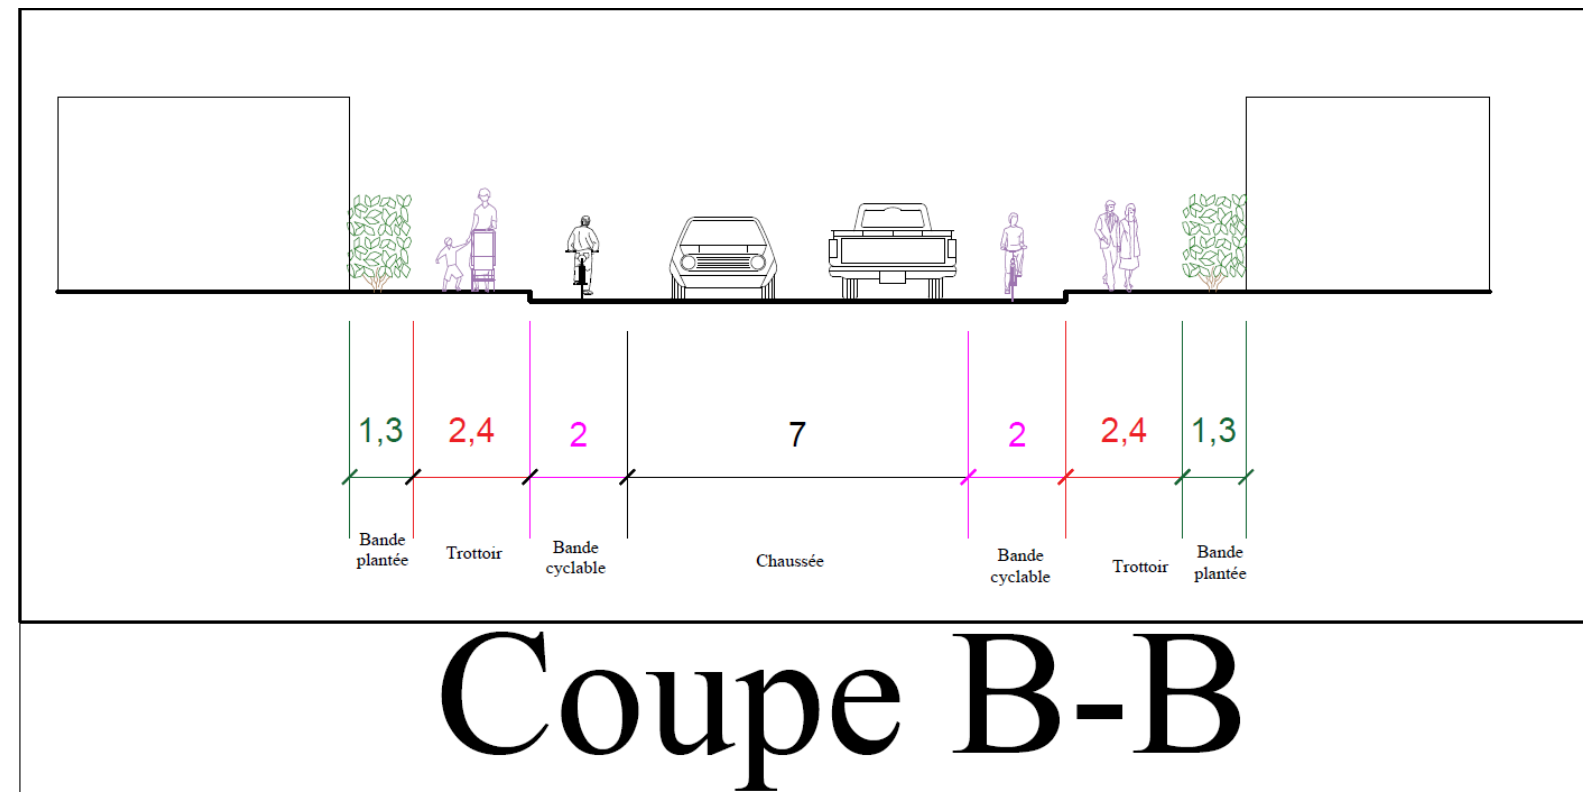 1,3 2,4 2 7 2 2,4 1,3
Bande
plantée
Trottoir
Bande
cyclable
Chaussée
Bande
cyclable
Trottoir
Bande
plantée
Coupe B-B